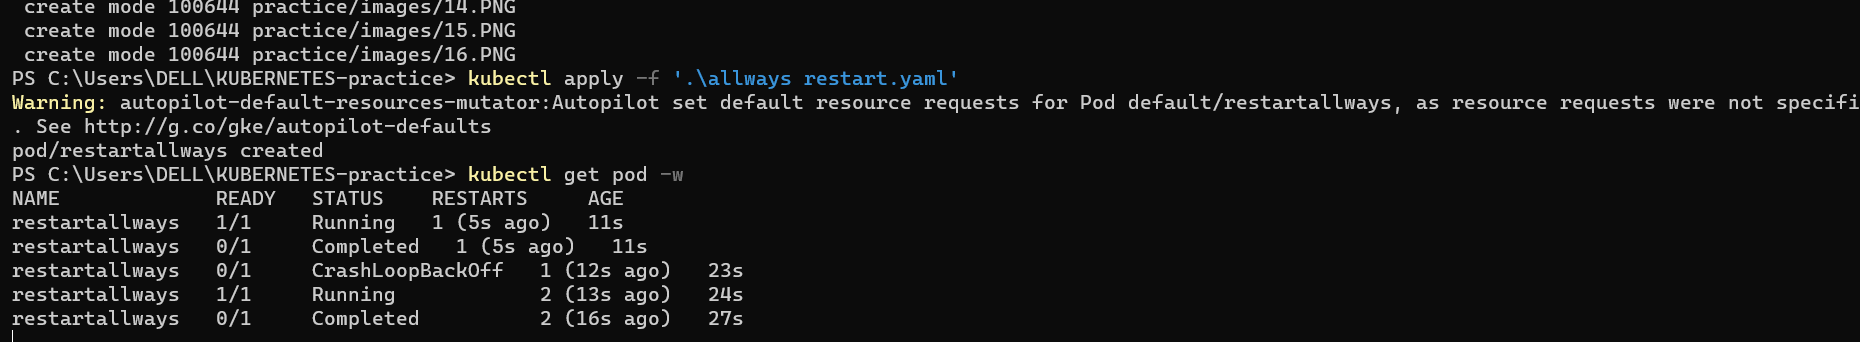 create mode 100644 practice/images/14.PNG
create mode 100644 practice/images/15.PNG
create mode 100644 practice/images/16.PNG
PS C:\Users\DELL\KUBERNETES-practice> kubectl apply -f '.\allways restart.yaml'
Warning: autopilot-default-resources-mutator:Autopilot set default resource requests for Pod default/restartallways, as resource requests were not specifi
. See http://g.co/gke/autopilot-defaults
pod/restartallways created
PS C:\Users\DELL\KUBERNETES-practice> kubectl get pod -w
NAME             READY   STATUS    RESTARTS     AGE
restartallways   1/1     Running   1 (5s ago)   11s
restartallways   0/1     Completed   1 (5s ago)   11s
restartallways   0/1     CrashLoopBackOff   1 (12s ago)   23s
restartallways   1/1     Running            2 (13s ago)   24s
restartallways   0/1     Completed          2 (16s ago)   27s